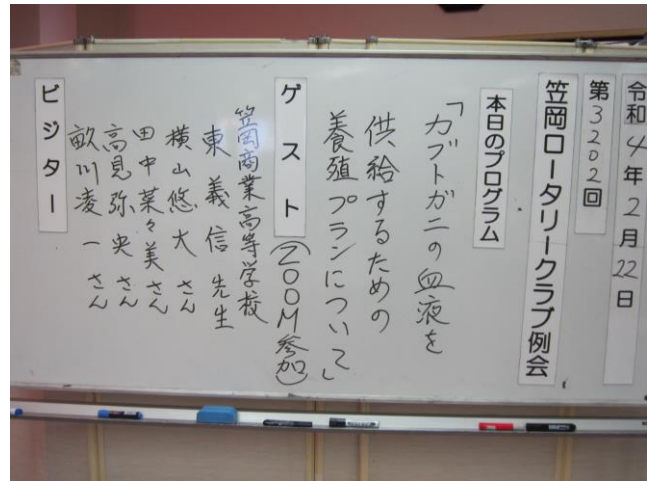 令和4年2月22日
第3202回
笠岡ロータリークラブ例会
本日のプログラム
「カブトガニの血液を
供給するための
養殖プランについて」
ゲスト(ZOOM参加)
笠岡商業高等学校
東義信先生
横山悠大さん
田中菜々美さん
高見弥央さん
畝川凌一さん
ビジター